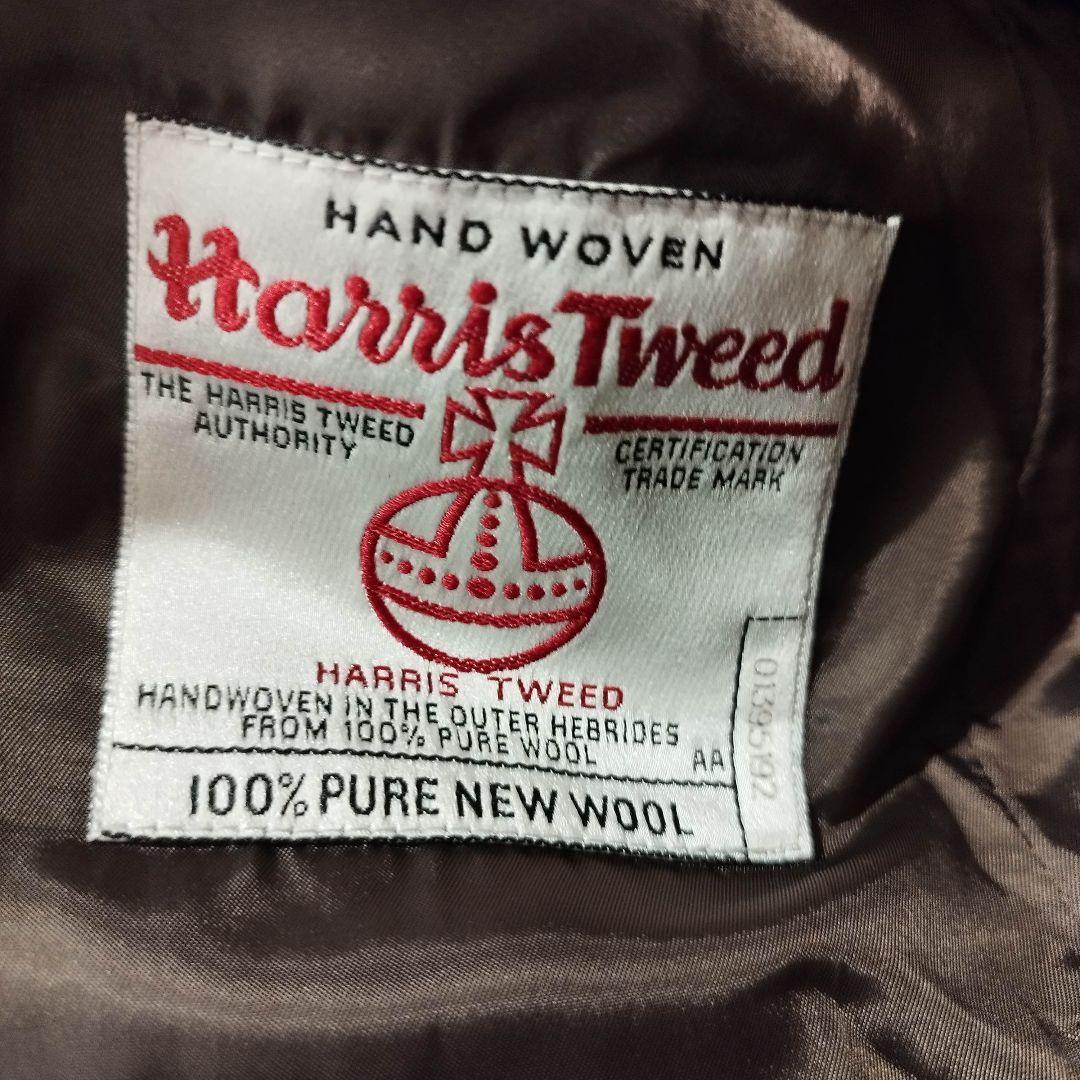 HAND WOVEN
Harris Tweed
THE HARRIS TWEED
AUTHORITY
CERTIFICATION
TRADE MARK
HARRIS TWEED
HANDWOVEN IN THE OUTER HEBRIDES
FROM 100% PURE WOOL
AA
100% PURE NEW WOOL
01395192